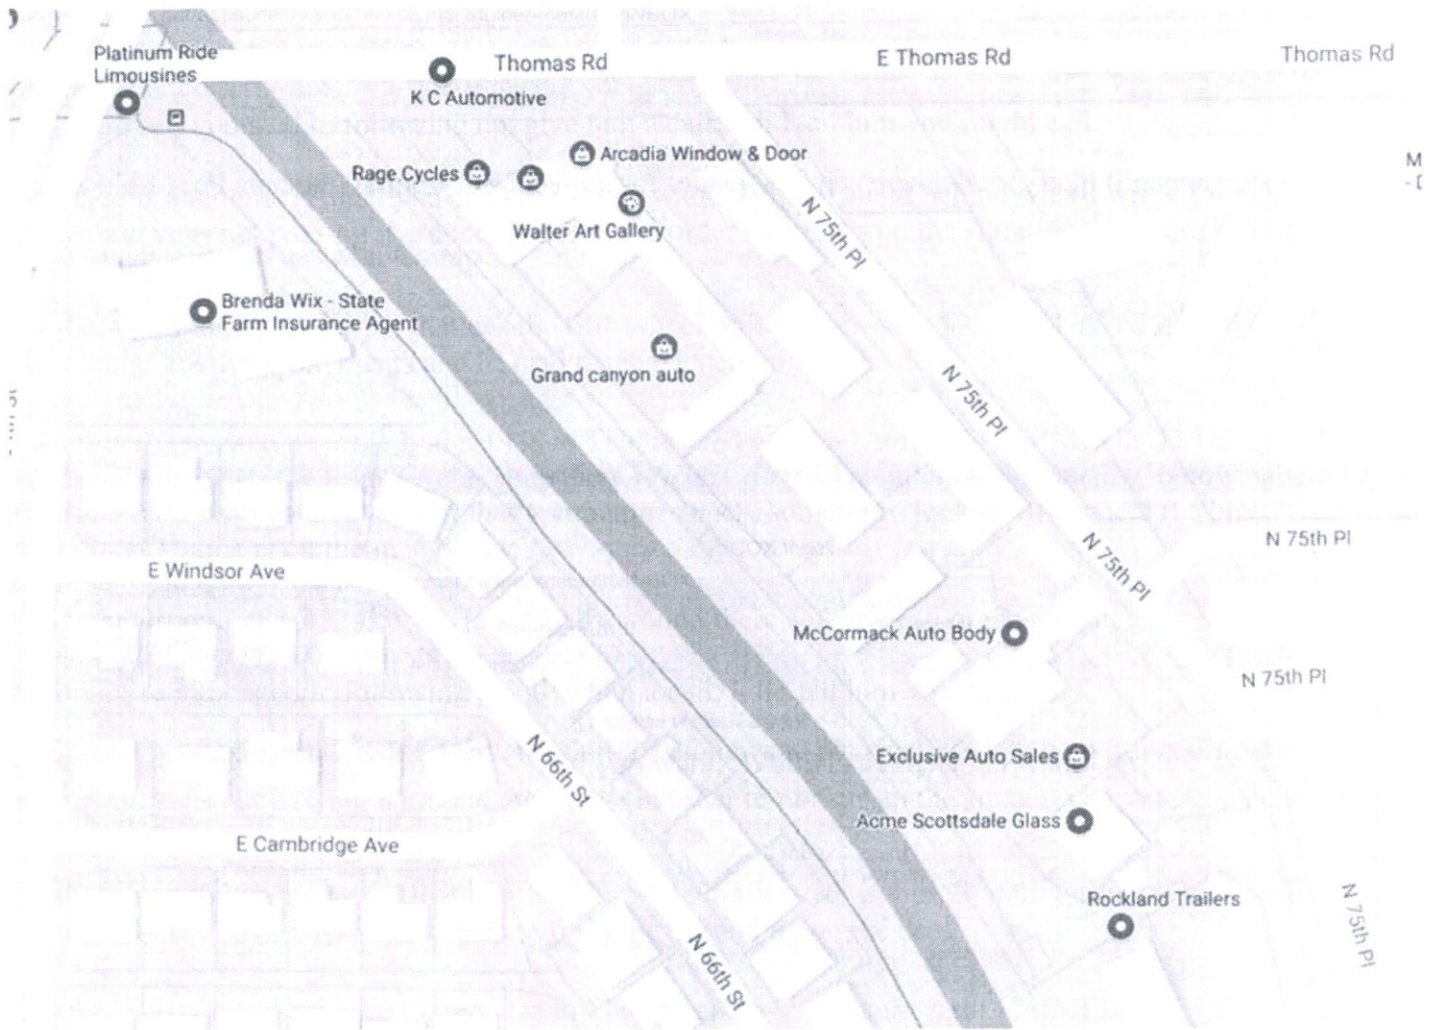 Platinum Ride
Limousines
Thomas Rd
E Thomas Rd
Thomas Rd
K C Automotive
Arcadia Window & Door
Rage Cycles
Walter Art Gallery
N 75th Pl
M
Brenda Wix - State
Farm Insurance Agent
Grand canyon auto
N 75th Pl
N 75th Pl
N 75th Pl
E Windsor Ave
McCormack Auto Body
N 75th Pl
Exclusive Auto Sales
N 66th St
Acme Scottsdale Glass
E Cambridge Ave
Rockland Trailers
N 75th Pl
N 66th St